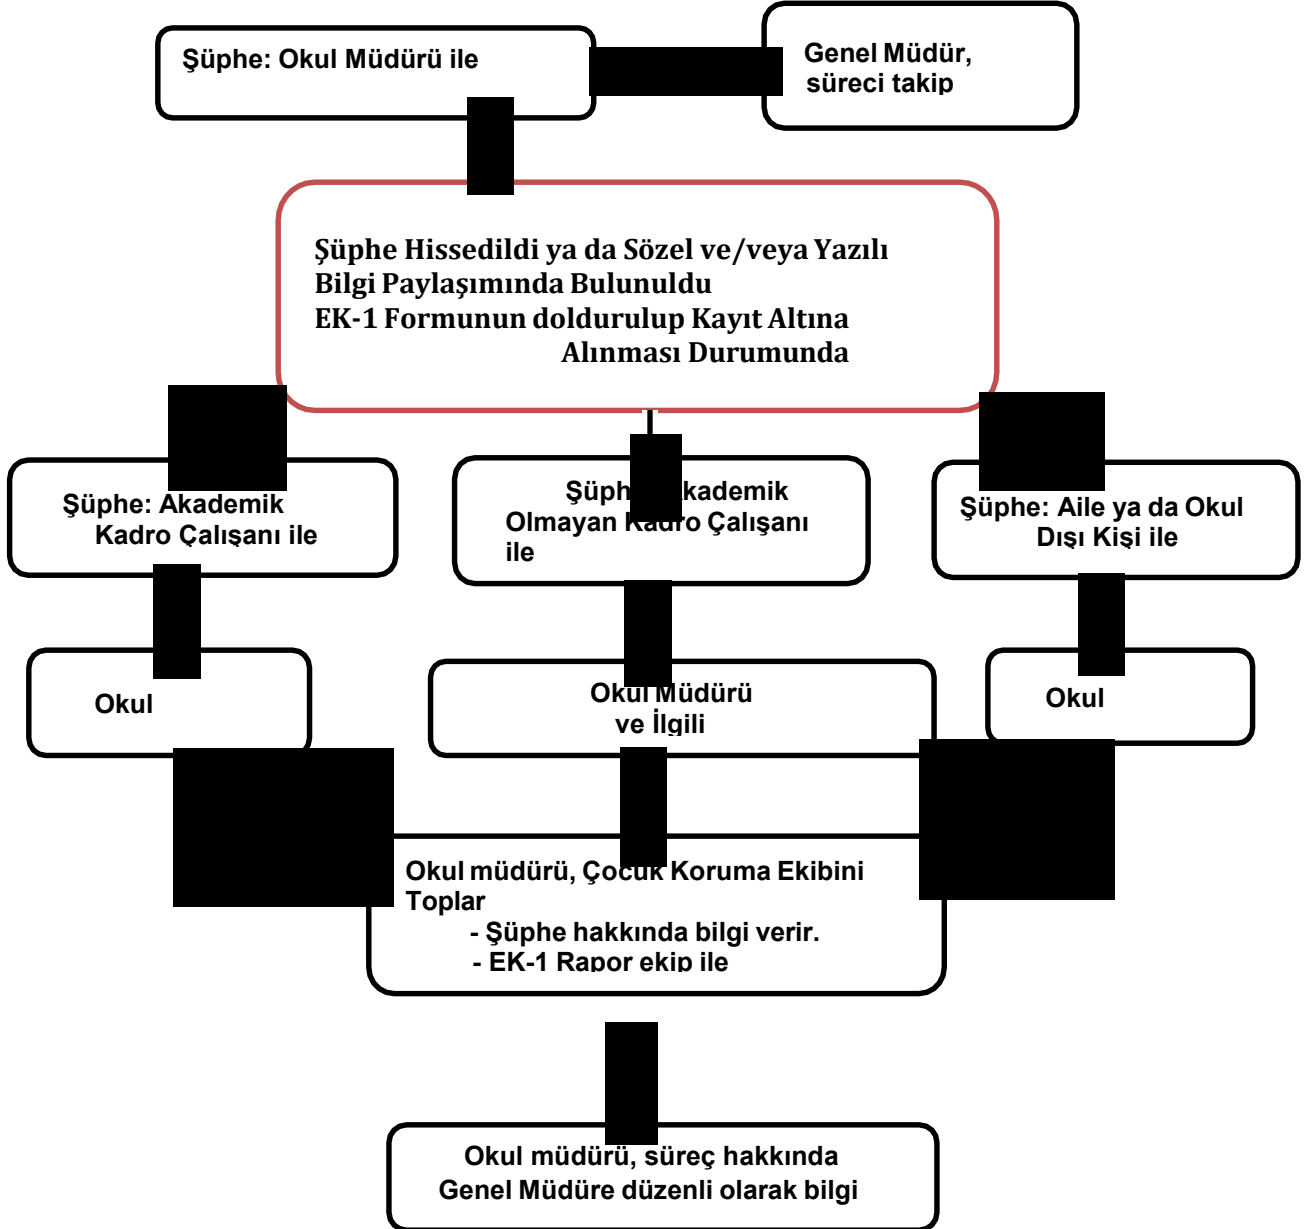 Şüphe: Okul Müdürü ile
Genel Müdür,
süreci takip
Şüphe Hissedildi ya da Sözel ve/veya Yazılı
Bilgi Paylaşımında Bulunuldu
EK-1 Formunun doldurulup Kayıt Altına
Alınması Durumunda
Şüphe: Akademik
Kadro Çalışanı ile
Akademik
Olmayan Kadro Çalışanı
ile
Şüphe: Aile ya da Okul
Dışı Kişi ile
Okul
Okul Müdürü
ve İlgili
Okul
Okul müdürü, Çocuk Koruma Ekibini
Toplar
- Şüphe hakkında bilgi verir.
- EK-1 Rapor ekip ile
Okul müdürü, süreç hakkında
Genel Müdüre düzenli olarak bilgi